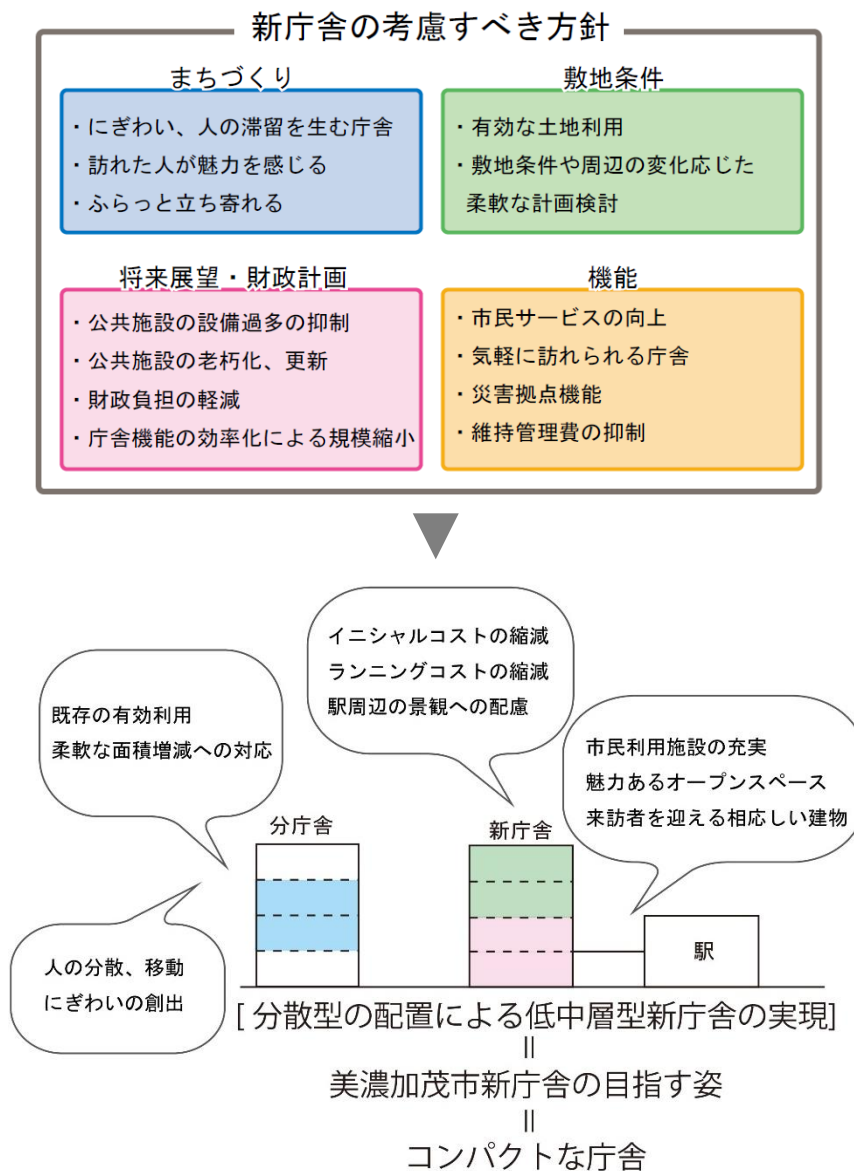 新庁舎の考慮すべき方針
まちづくり
・にぎわい、人の滞留を生む庁舎
・訪れた人が魅力を感じる
・ふらっと立ち寄れる
敷地条件
・有効な土地利用
・敷地条件や周辺の変化応じた
柔軟な計画検討
将来展望・財政計画
・公共施設の設備過多の抑制
・公共施設の老朽化、更新
・財政負担の軽減
・庁舎機能の効率化による規模縮小
機能
・市民サービスの向上
・気軽に訪れられる庁舎
・災害拠点機能
・維持管理費の抑制
イニシャルコストの縮減
ランニングコストの縮減
駅周辺の景観への配慮
既存の有効利用
柔軟な面積増減への対応
市民利用施設の充実
魅力あるオープンスペース
来訪者を迎える相応しい建物
分庁舎
新庁舎
駅
人の分散、移動
にぎわいの創出
[ 分散型の配置による低中層型新庁舎の実現]
=
美濃加茂市新庁舎の目指す姿
=
コンパクトな庁舎